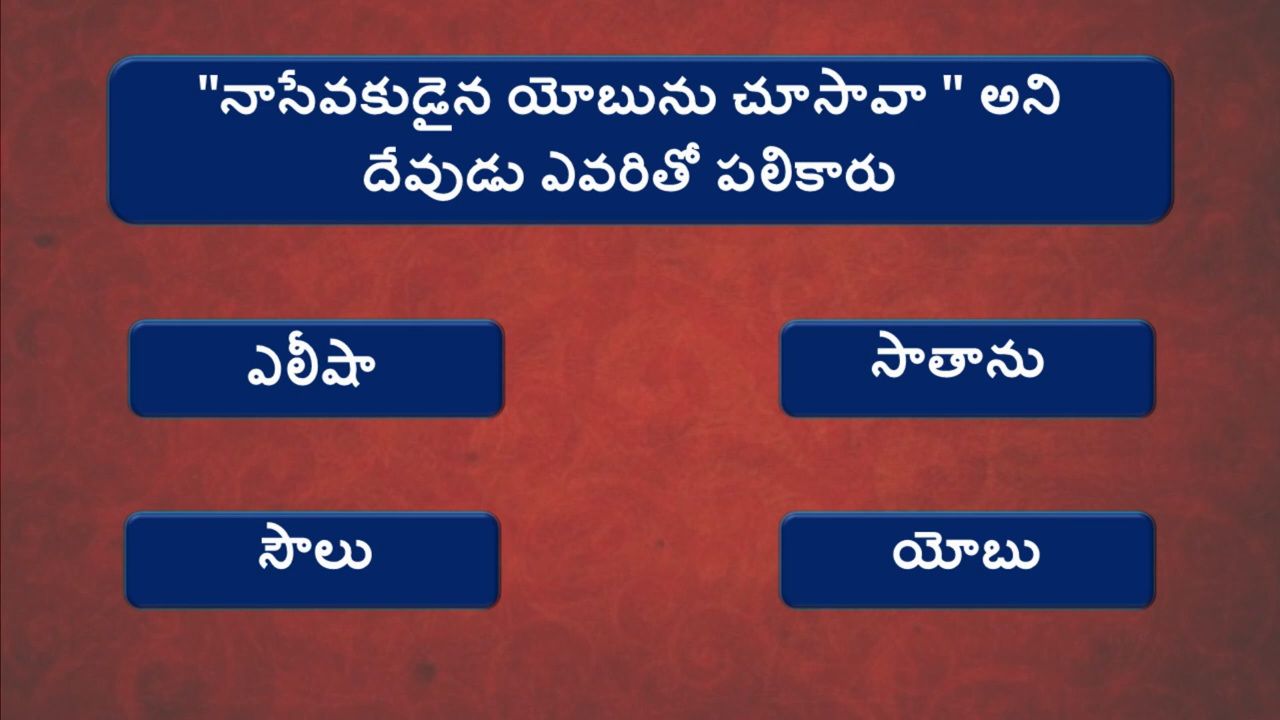 "నాసేవకుడైన యోబును చూసావా " అని
దేవుడు ఎవరితో పలికారు
ఎలీషా
సాతాను
సౌలు
యోబు